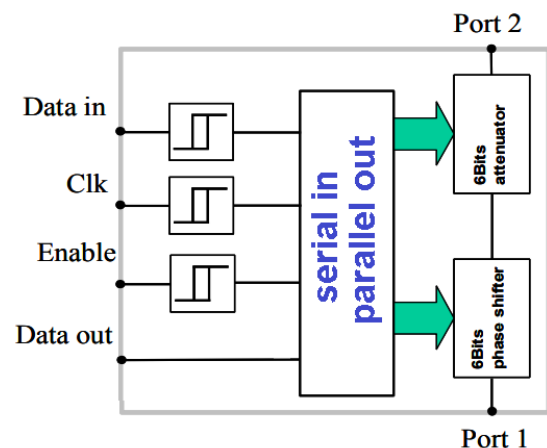 Port 2
Data in
Clk
Enable
Data out
serial in
parallel out
6Bits
attenuator
6Bits
phase shifter
Port 1